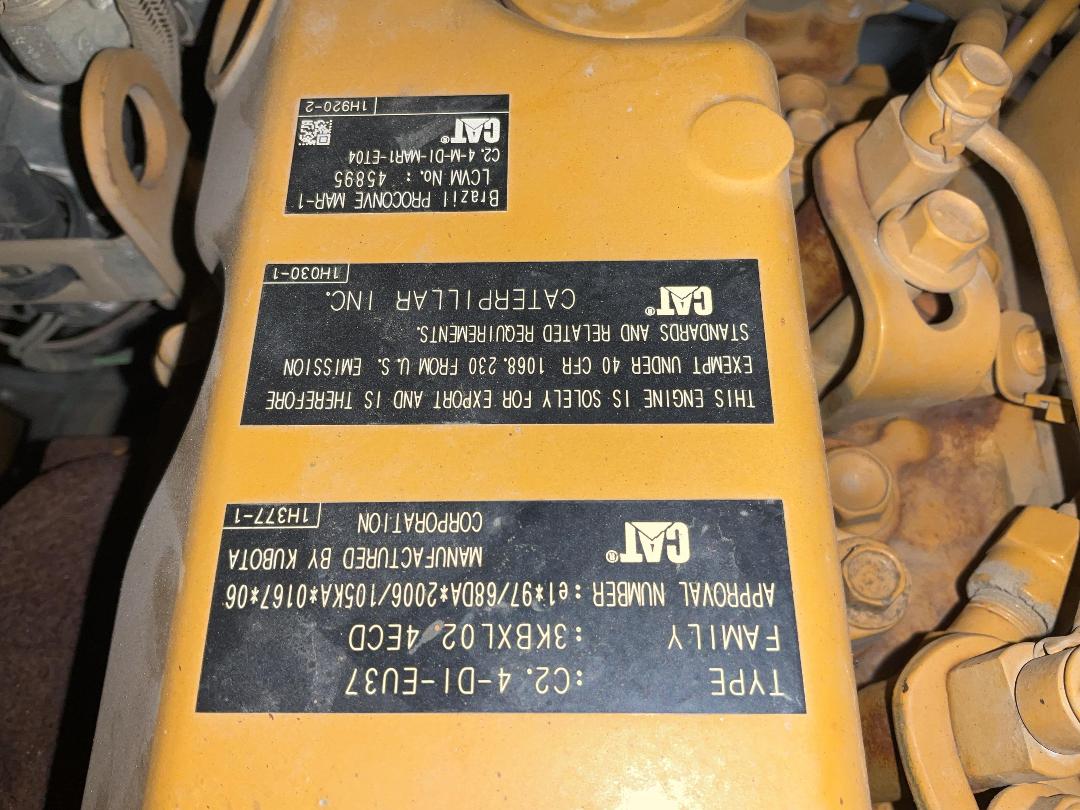 TYPE :C2.4-DI-EU37
FAMILY :3KBXL02.4ECD
APPROVAL NUMBER :e1*97/68DA*2006/105KA*0167*06
CAT® MANUFACTURED BY KUBOTA
CORPORATION
1H377-1
THIS ENGINE IS SOLELY FOR EXPORT AND IS THEREFORE
EXEMPT UNDER 40 CFR 1068.230 FROM U.S. EMISSION
STANDARDS AND RELATED REQUIREMENTS.
CAT® CATERPILLAR INC.
1H030-1
Brazil PROCONVE MAR-1
LCVM No. : 45895
C2.4-M-DI-MAR1-ET04
CAT®
1H920-2